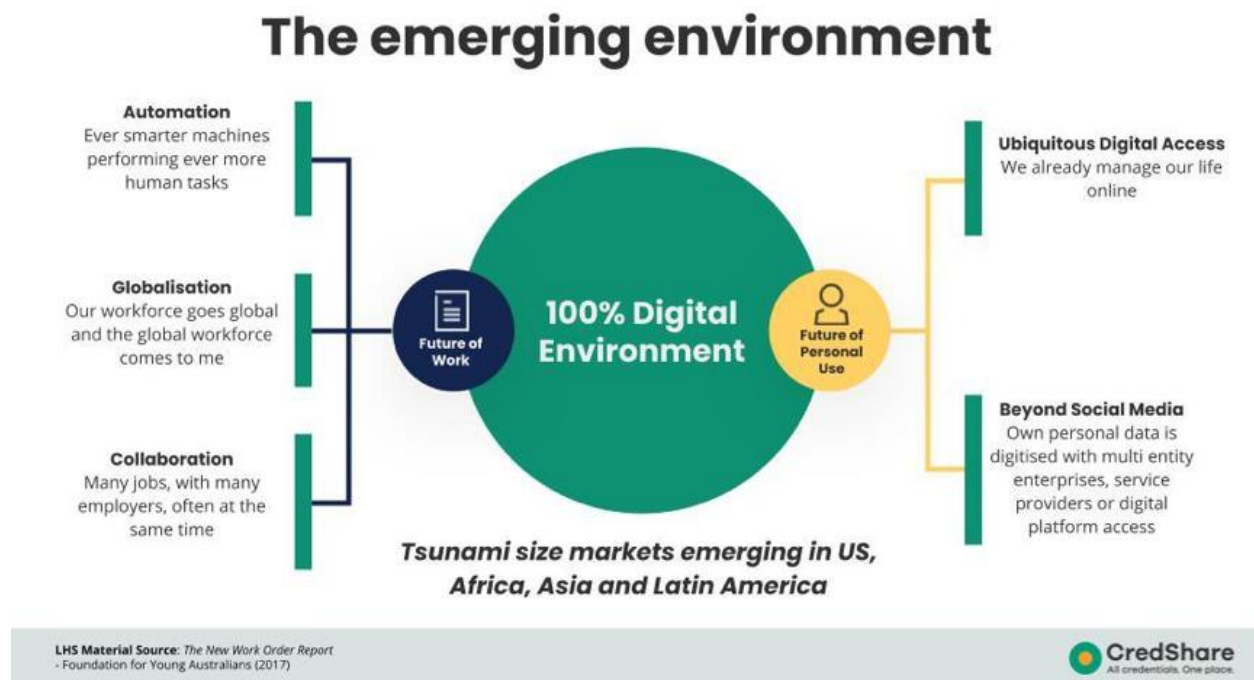 The emerging environment
Automation
Ever smarter machines
performing ever more
human tasks
Globalisation
Our workforce goes global
and the global workforce
comes to me
Collaboration
Many jobs, with many
employers, often at the
same time
Future of
Work
100% Digital
Environment
Future of
Personal
Use
Ubiquitous Digital Access
We already manage our life
online
Beyond Social Media
Own personal data is
digitised with multi entity
enterprises, service
providers or digital
platform access
Tsunami size markets emerging in US,
Africa, Asia and Latin America
LHS Material Source: The New Work Order Report
- Foundation for Young Australians (2017)
CredShare
All credentials. One place.